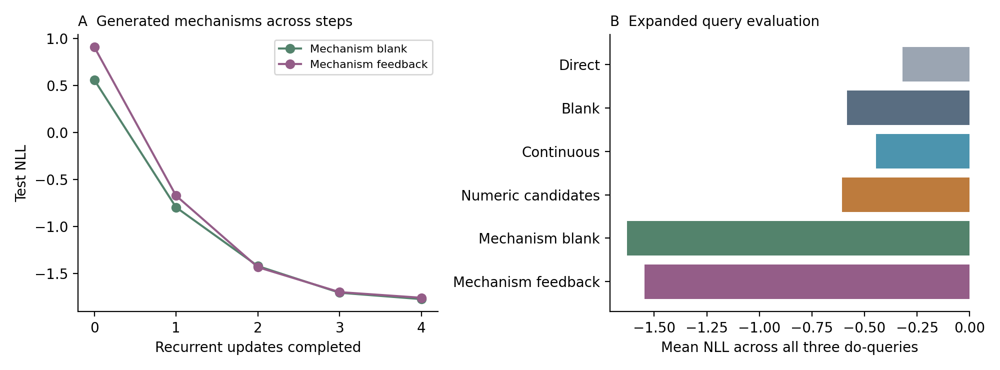 A  Generated mechanisms across steps
1.0
0.5
0.0
−0.5
−1.0
−1.5
Test NLL
Mechanism blank
Mechanism feedback
0 1 2 3 4
Recurrent updates completed
B  Expanded query evaluation
Direct
Blank
Continuous
Numeric candidates
Mechanism blank
Mechanism feedback
−1.50 −1.25 −1.00 −0.75 −0.50 −0.25 0.00
Mean NLL across all three do-queries